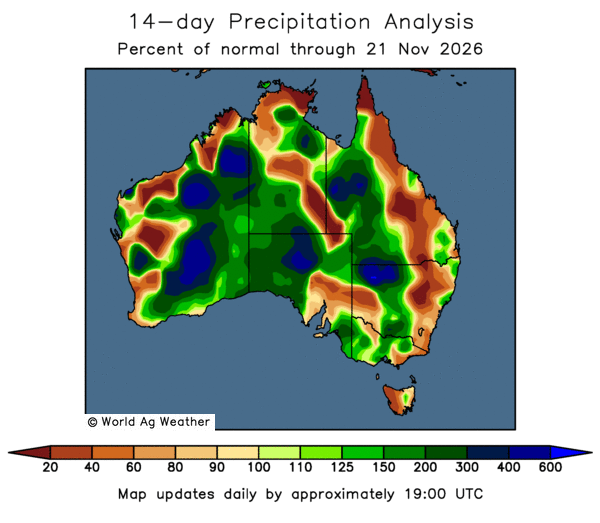 14-day Precipitation Analysis
Percent of normal through 21 Nov 2026
© World Ag Weather
20 40 60 80 90 100 110 125 150 200 300 400 600
Map updates daily by approximately 19:00 UTC